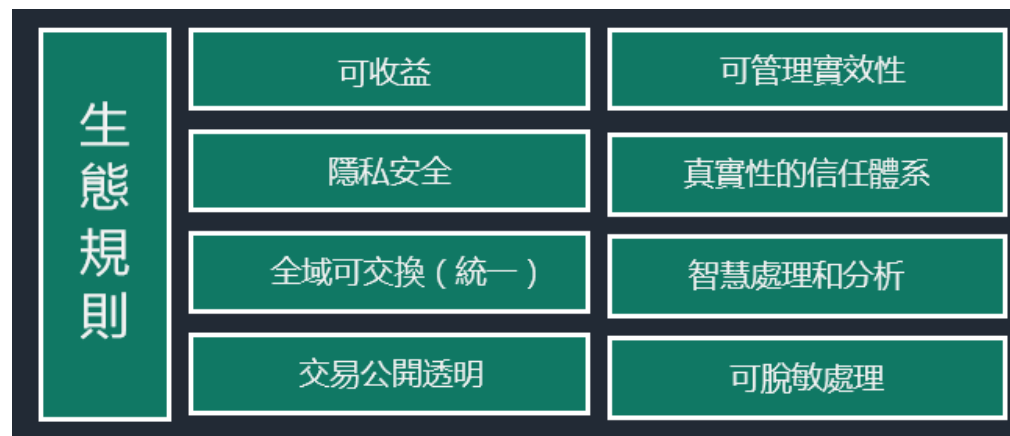 生態規則
可收益
可管理實效性
隱私安全
真實性的信任體系
全域可交換（統一）
智慧處理和分析
交易公開透明
可脫敏處理